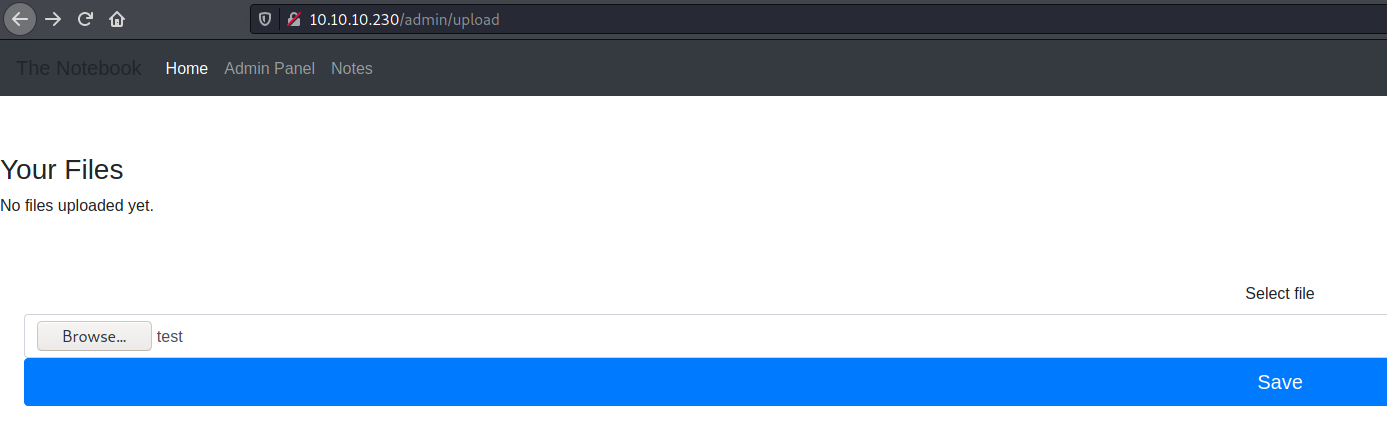 10.10.10.230/admin/upload
The Notebook Home Admin Panel Notes
Your Files
No files uploaded yet.
Select file
Browse... test
Save